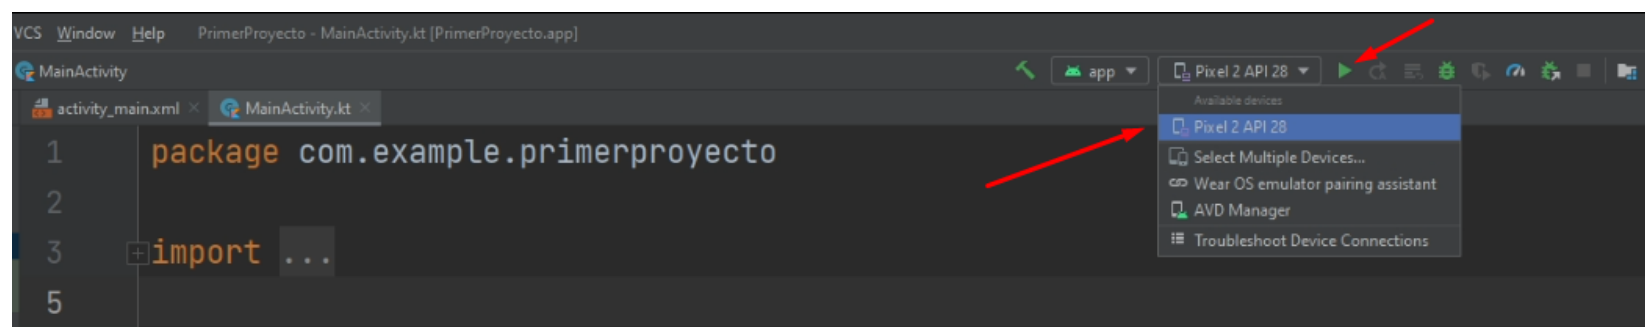 VCS Window Help PrimerProyecto - MainActivity.kt [PrimerProyecto.app]
MainActivity app Pixel 2 API 28
activity_main.xml MainActivity.kt
Available devices
Pixel 2 API 28
Select Multiple Devices...
Wear OS emulator pairing assistant
AVD Manager
Troubleshoot Device Connections
1 package com.example.primerproyecto
2
3 import ...
5